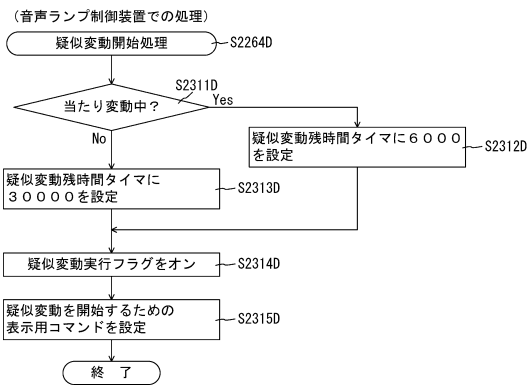 （音声ランプ制御装置での処理）
疑似変動開始処理
S2264D
S2311D
当たり変動中？
Yes
No
疑似変動残時間タイマに６０００
を設定
S2312D
疑似変動残時間タイマに
３００００を設定
S2313D
疑似変動実行フラグをオン
S2314D
疑似変動を開始するための
表示用コマンドを設定
S2315D
終　了